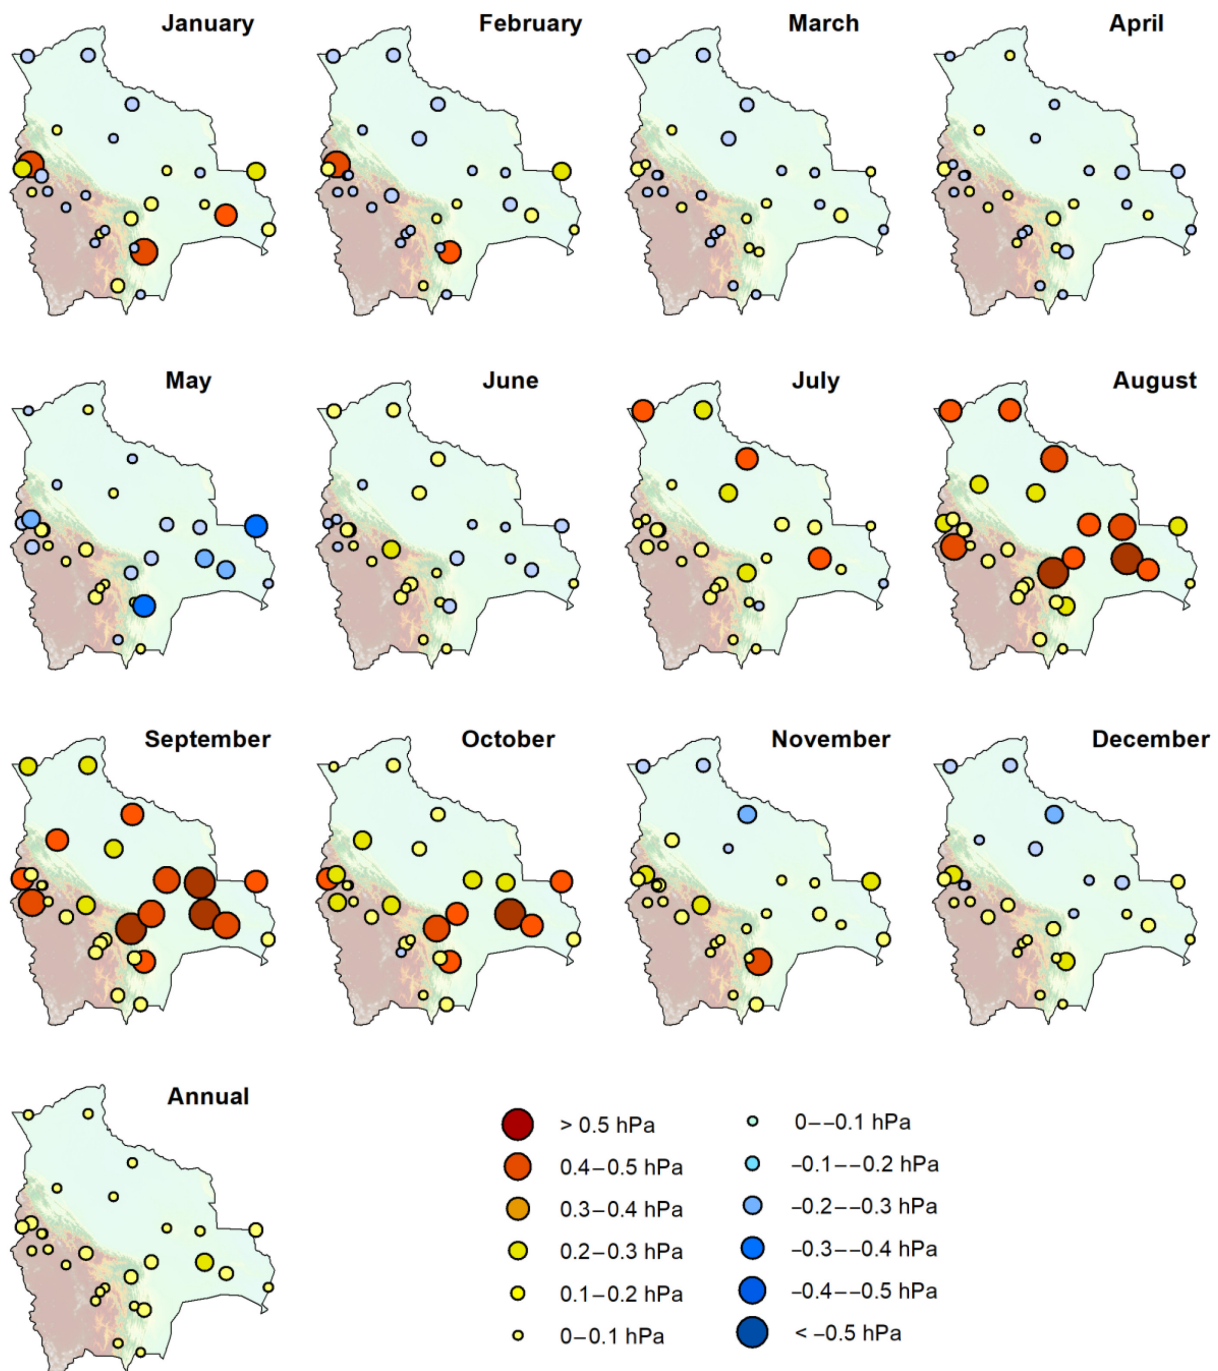 January
February
March
April
May
June
July
August
September
October
November
December
Annual
> 0.5 hPa
0.4–0.5 hPa
0.3–0.4 hPa
0.2–0.3 hPa
0.1–0.2 hPa
0–0.1 hPa
0––0.1 hPa
–0.1––0.2 hPa
–0.2––0.3 hPa
–0.3––0.4 hPa
–0.4––0.5 hPa
< –0.5 hPa